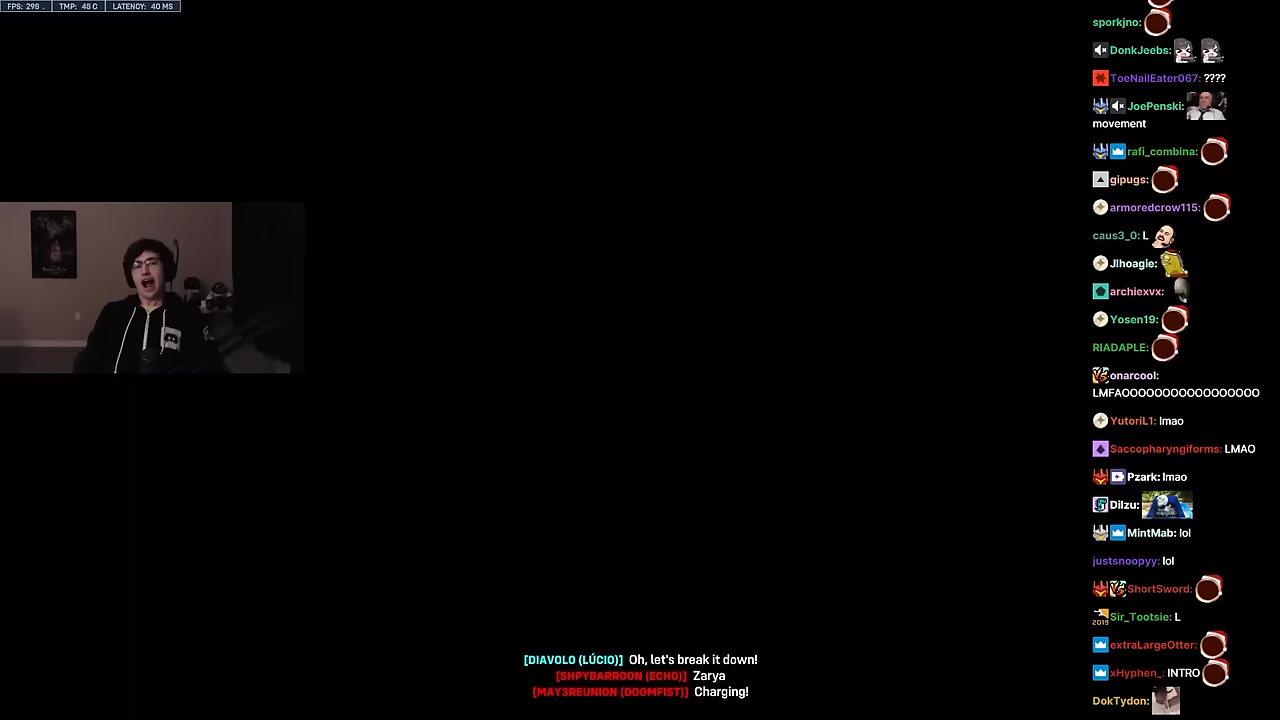 FPS: 298 . TMP: 48 C LATENCY: 40 MS
sporkjno:
DonkJeebs:
ToeNailEater067: ????
JoePenski:
movement
rafi_combina:
gipugs:
armoredcrow115:
caus3_0: L
Jlhoagie:
archiexvx:
Yosen19:
RIADAPLE:
onarcool:
LMFAOOOOOOOOOOOOOOOOO
YutoriL1: lmao
Saccopharyngiforms: LMAO
Pzark: lmao
Dilzu:
MintMab: lol
justsnoopyy: lol
ShortSword:
2019 Sir_Tootsie: L
extraLargeOtter:
xHyphen_: INTRO
DokTydon:
[DIAVOLO (LÚCIO)] Oh, let's break it down!
[SHPYBARROON (ECHO)] Zarya
[MAY3REUNION (DOOMFIST)] Charging!